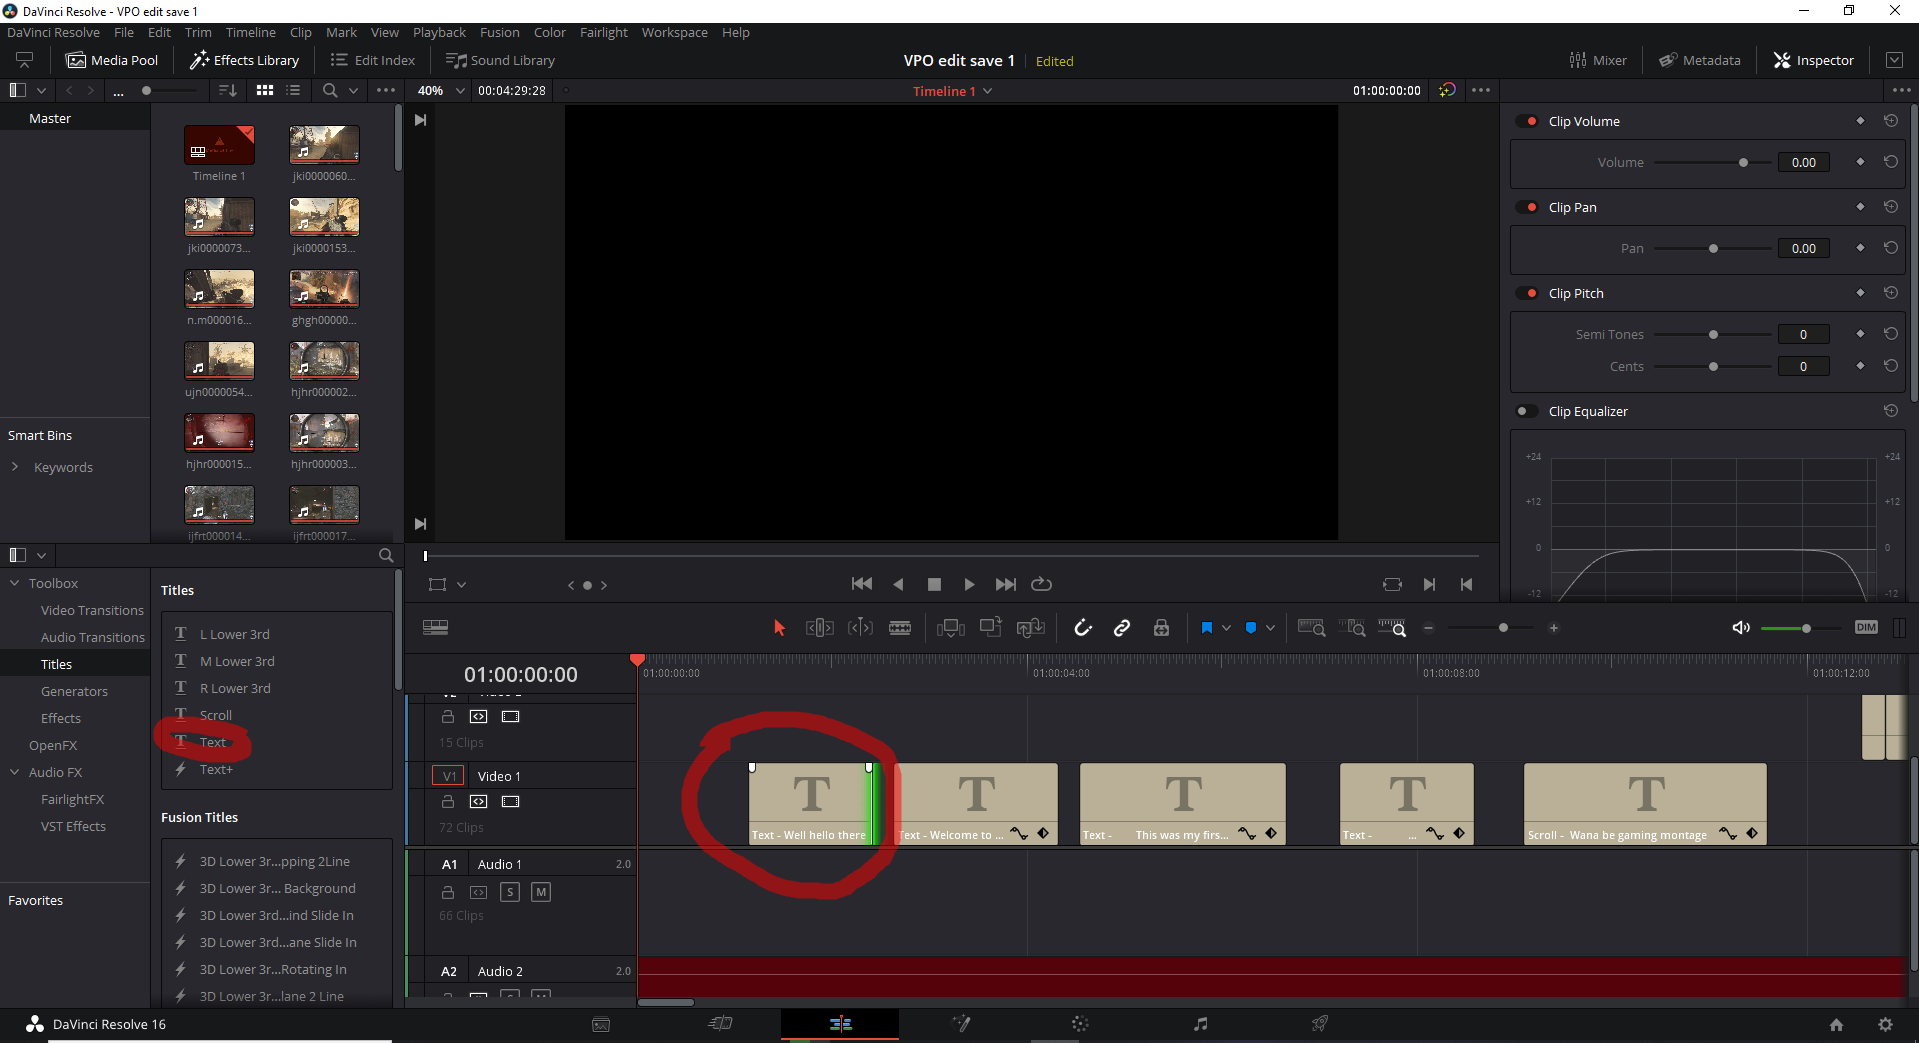 DaVinci Resolve - VPO edit save 1
DaVinci Resolve File Edit Trim Timeline Clip Mark View Playback Fusion Color Fairlight Workspace Help
Media Pool Effects Library Edit Index Sound Library VPO edit save 1 Edited Mixer Metadata Inspector
... 40% 00:04:29:28 Timeline 1 01:00:00:00
Master
Timeline 1 jki0000060...
jki0000073... jki0000153...
n.m000016... ghgh00000...
ujn0000054... hjhr000002...
hjhr000015... hjhr000003...
ijfrt000014... ijfrt000017...
Smart Bins
Keywords
Clip Volume
Volume 0.00
Clip Pan
Pan 0.00
Clip Pitch
Semi Tones 0
Cents 0
Clip Equalizer
+24 +24
+12 +12
0 0
-12 -12
Toolbox
Video Transitions
Audio Transitions
Titles
Generators
Effects
OpenFX
Audio FX
FairlightFX
VST Effects
Favorites
Titles
L Lower 3rd
M Lower 3rd
R Lower 3rd
Scroll
Text
Text+
Fusion Titles
3D Lower 3r...pping 2Line
3D Lower 3r... Background
3D Lower 3rd...ind Slide In
3D Lower 3rd...ane Slide In
3D Lower 3r...Rotating In
3D Lower 3r...lane 2 Line
DIM
01:00:00:00 01:00:00:00 01:00:04:00 01:00:08:00 01:00:12:00
15 Clips
V1 Video 1
72 Clips
Text - Well hello there Text - Welcome to ... Text - This was my firs... Text - ... Scroll - Wana be gaming montage
A1 Audio 1 2.0
S M
66 Clips
A2 Audio 2 2.0
DaVinci Resolve 16